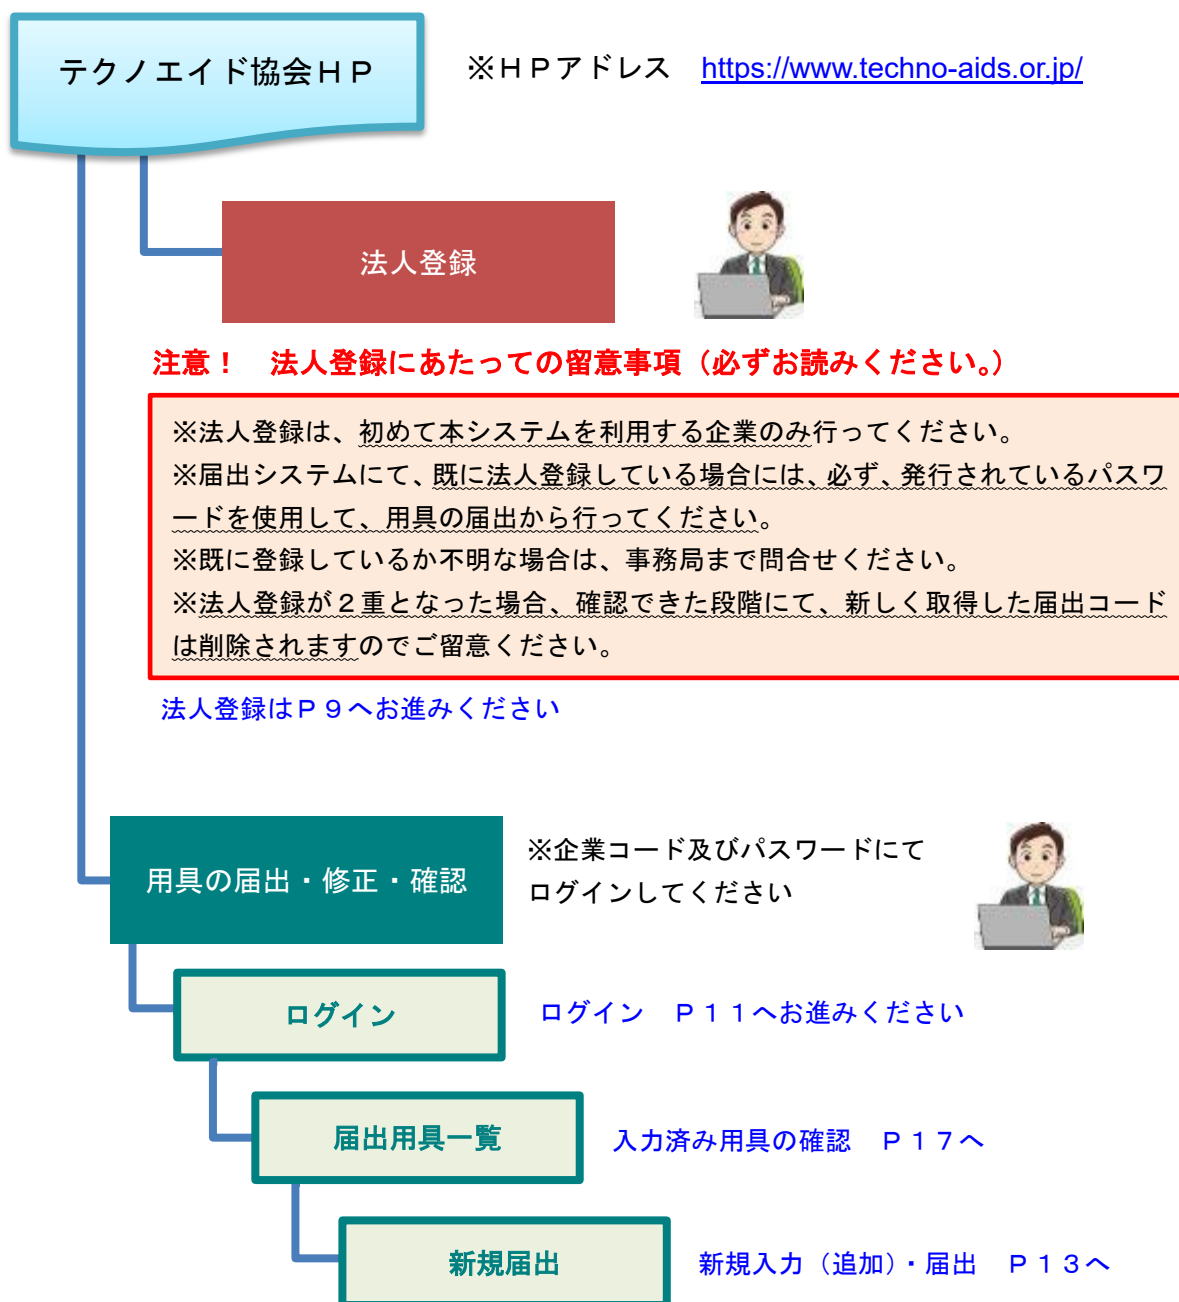 テクノエイド協会ＨＰ
※ＨＰアドレス　https://www.techno-aids.or.jp/
法人登録
注意！　法人登録にあたっての留意事項（必ずお読みください。）
※法人登録は、初めて本システムを利用する企業のみ行ってください。
※届出システムにて、既に法人登録している場合には、必ず、発行されているパスワ
ードを使用して、用具の届出から行ってください。
※既に登録しているか不明な場合は、事務局まで問合せください。
※法人登録が２重となった場合、確認できた段階にて、新しく取得した届出コード
は削除されますのでご留意ください。
法人登録はＰ９へお進みください
用具の届出・修正・確認
※企業コード及びパスワードにて
ログインしてください
ログイン
ログイン　Ｐ１１へお進みください
届出用具一覧
入力済み用具の確認　Ｐ１７へ
新規届出
新規入力（追加）・届出　Ｐ１３へ